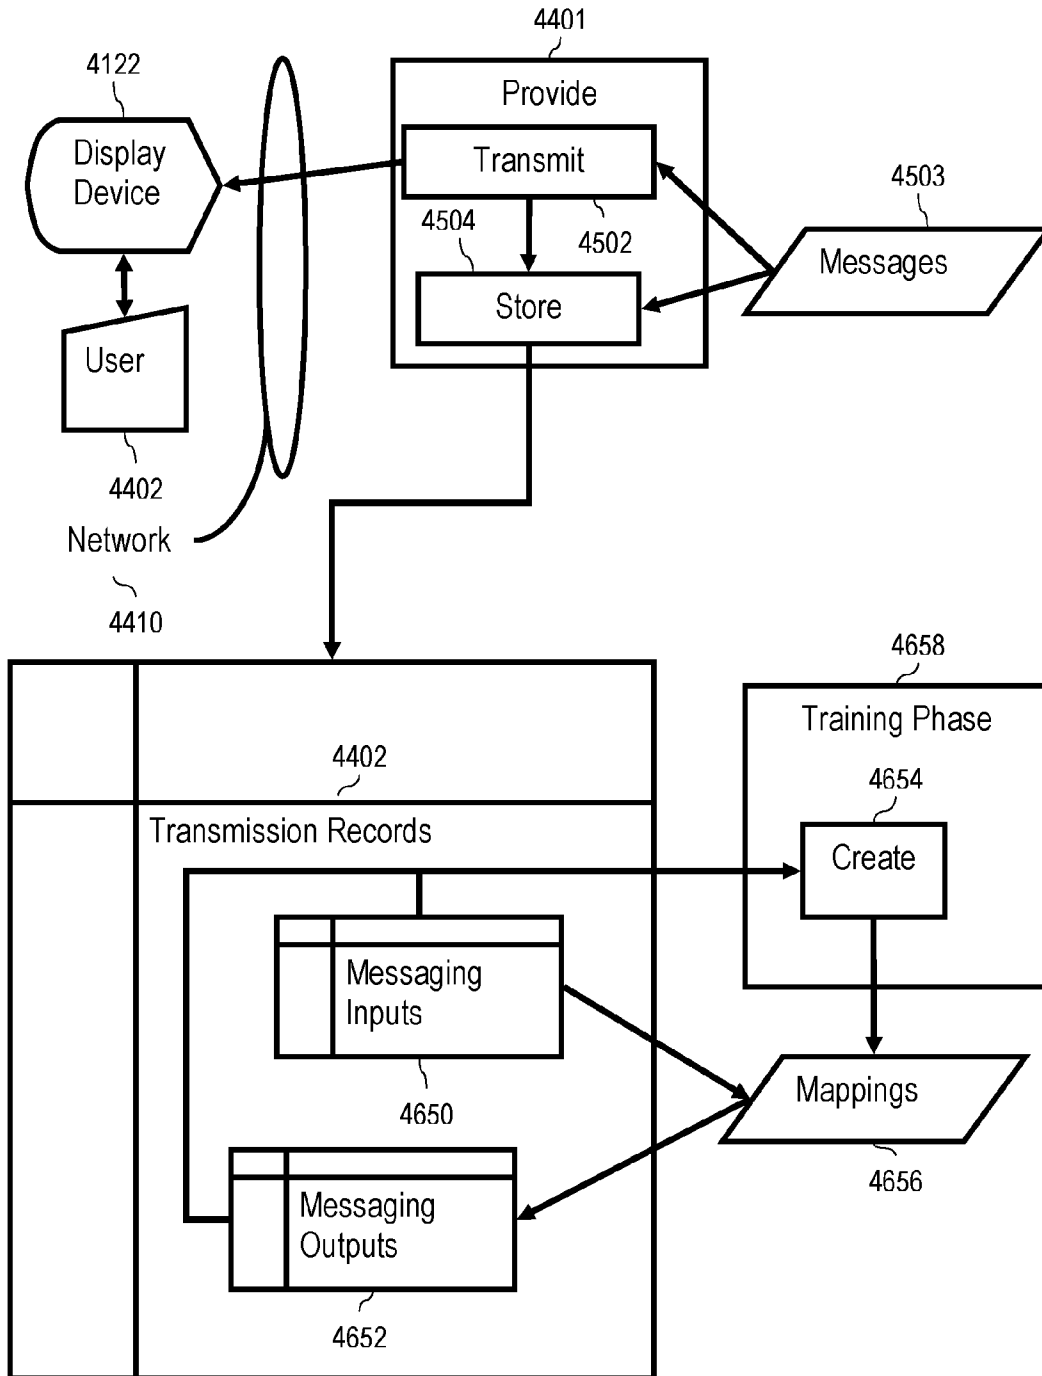 4401
4122
Provide
Display
Device
Transmit
4503
4504
4502
Messages
Store
User
4402
Network
4410
4658
Training Phase
4402
4654
Transmission Records
Create
Messaging
Inputs
4650
Mappings
4656
Messaging
Outputs
4652